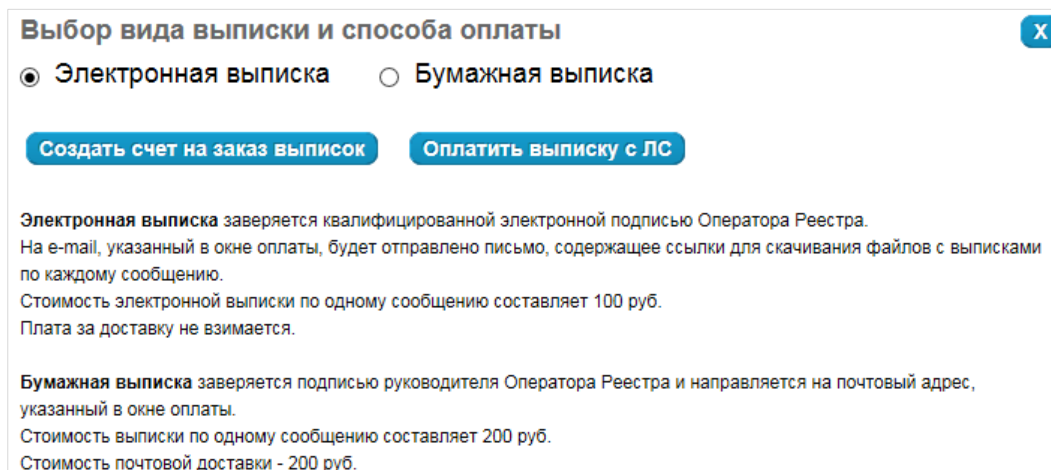 Выбор вида выписки и способа оплаты
X
Электронная выписка Бумажная выписка
Создать счет на заказ выписок Оплатить выписку с ЛС
Электронная выписка заверяется квалифицированной электронной подписью Оператора Реестра.
На e-mail, указанный в окне оплаты, будет отправлено письмо, содержащее ссылки для скачивания файлов с выписками
по каждому сообщению.
Стоимость электронной выписки по одному сообщению составляет 100 руб.
Плата за доставку не взимается.
Бумажная выписка заверяется подписью руководителя Оператора Реестра и направляется на почтовый адрес,
указанный в окне оплаты.
Стоимость выписки по одному сообщению составляет 200 руб.
Стоимость почтовой доставки - 200 руб.